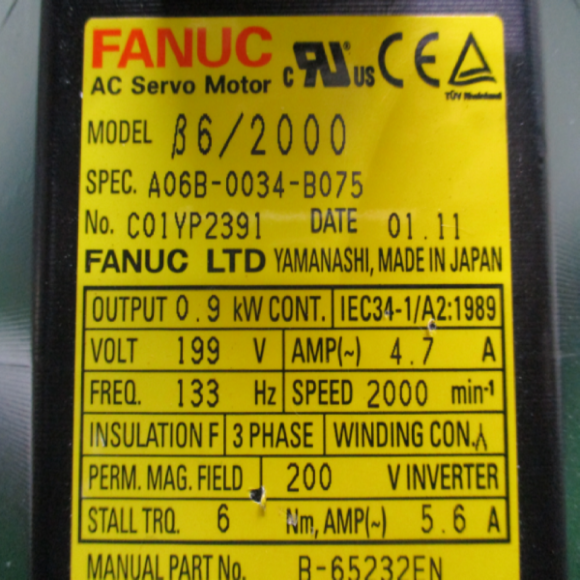 FANUC
AC Servo Motor c RU US CE TÜV Rheinland
MODEL β6/2000
SPEC. A06B-0034-B075
No. C01YP2391 DATE 01.11
FANUC LTD YAMANASHI, MADE IN JAPAN
OUTPUT 0.9 kW CONT. IEC34-1/A2:1989
VOLT 199 V AMP(~) 4.7 A
FREQ. 133 Hz SPEED 2000 min-1
INSULATION F 3 PHASE WINDING CON.
PERM. MAG. FIELD 200 V INVERTER
STALL TRQ. 6 Nm, AMP(~) 5.6 A
MANUAL PART No. B-65232EN